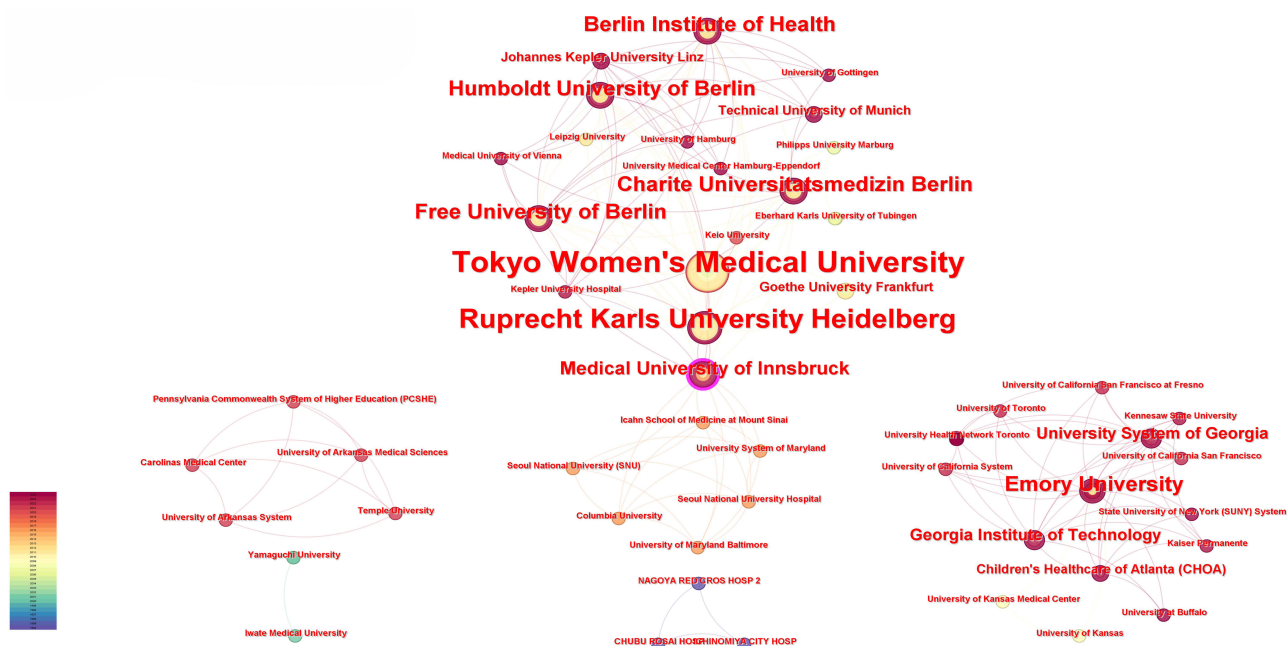 Berlin Institute of Health
Johannes Kepler University Linz
University of Gottingen
Humboldt University of Berlin
Technical University of Munich
Leipzig University
University of Hamburg
Philipps University Marburg
Medical University of Vienna
University Medical Center Hamburg-Eppendorf
Charite Universitatsmedizin Berlin
Free University of Berlin
Eberhard Karls University of Tubingen
Keio University
Tokyo Women's Medical University
Kepler University Hospital
Goethe University Frankfurt
Ruprecht Karls University Heidelberg
Medical University of Innsbruck
Pennsylvania Commonwealth System of Higher Education (PCSHE)
University of Arkansas Medical Sciences
Carolinas Medical Center
University of Arkansas System
Temple University
Yamaguchi University
Iwate Medical University
Icahn School of Medicine at Mount Sinai
University System of Maryland
Seoul National University (SNU)
Seoul National University Hospital
Columbia University
University of Maryland Baltimore
NAGOYA RED CROS HOSP 2
CHUBU ROSAI HOSP
CITY HOSP
University of California San Francisco at Fresno
University of Toronto
Kennesaw State University
University Health Network Toronto
University System of Georgia
University of California San Francisco
University of California System
Emory University
State University of New York (SUNY) System
Georgia Institute of Technology
Kaiser Permanente
Children's Healthcare of Atlanta (CHOA)
University of Kansas Medical Center
University at Buffalo
University of Kansas